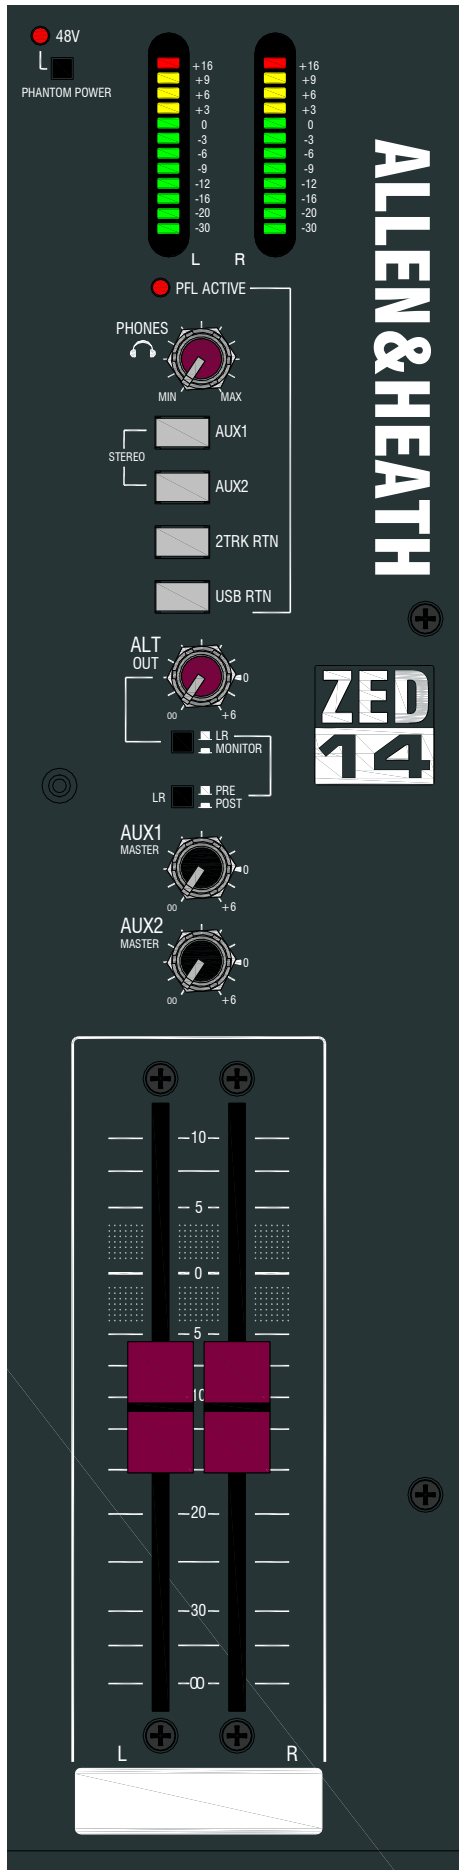 48V
PHANTOM POWER
+16 +16
+9 +9
+6 +6
+3 +3
0 0
-3 -3
-6 -6
-9 -9
-12 -12
-16 -16
-20 -20
-30 -30
L R
PFL ACTIVE
ALLEN&HEATH
PHONES
MIN MAX
AUX1
STEREO
AUX2
2TRK RTN
USB RTN
ALT
OUT
0
∞ +6
ZED
14
LR
MONITOR
LR
PRE
POST
AUX1
MASTER
0
∞ +6
AUX2
MASTER
0
∞ +6
10
5
0
5
10
20
30
∞
L R